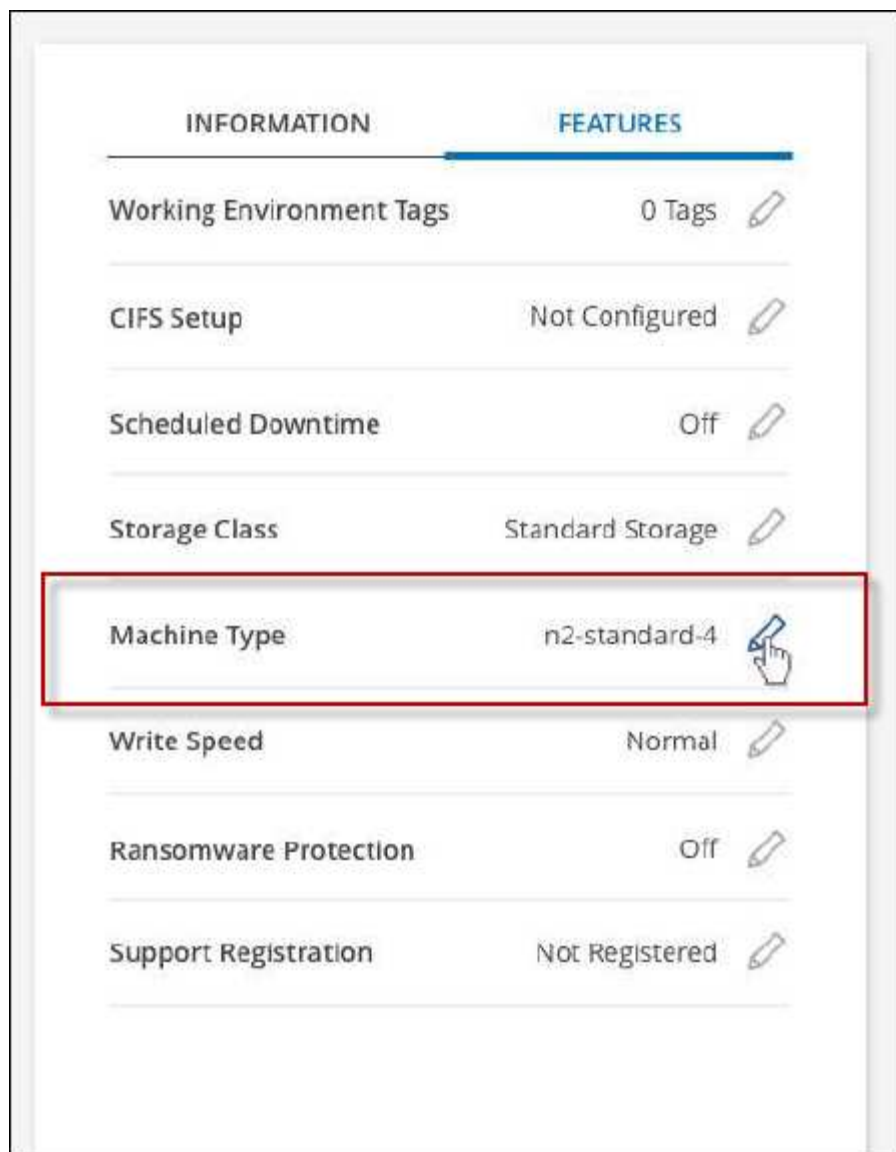 INFORMATION FEATURES
Working Environment Tags 0 Tags
CIFS Setup Not Configured
Scheduled Downtime Off
Storage Class Standard Storage
Machine Type n2-standard-4
Write Speed Normal
Ransomware Protection Off
Support Registration Not Registered